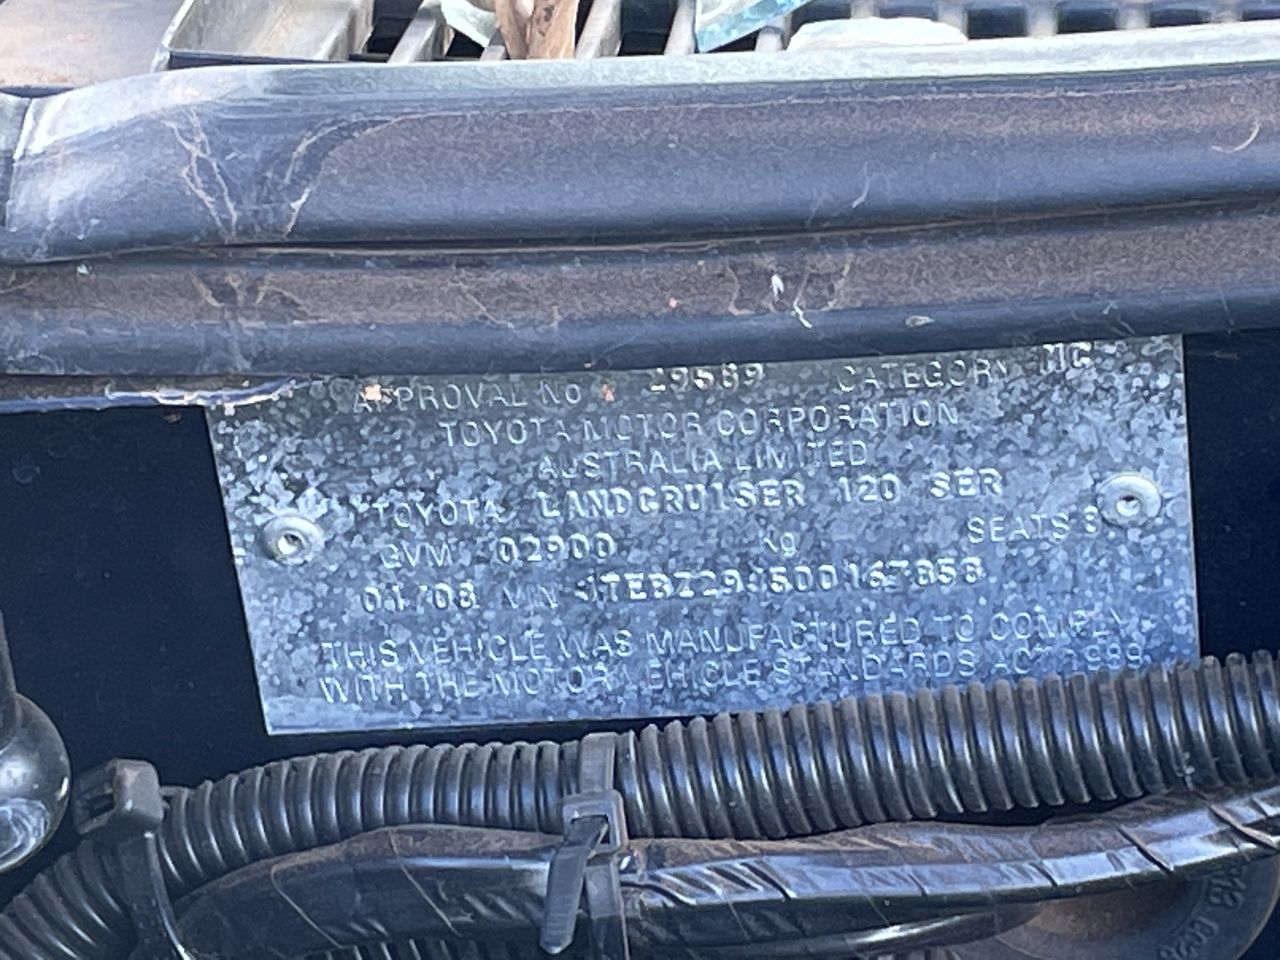 APPROVAL No 29589 CATEGORY MC
TOYOTA MOTOR CORPORATION
AUSTRALIA LIMITED
TOYOTA LANDCRUISER 120 SER
GVM 02900 Kg SEATS 8
01/08 VIN
THIS VEHICLE WAS MANUFACTURED TO COMPLY
WITH THE MOTOR VEHICLE STANDARDS ACT 1989